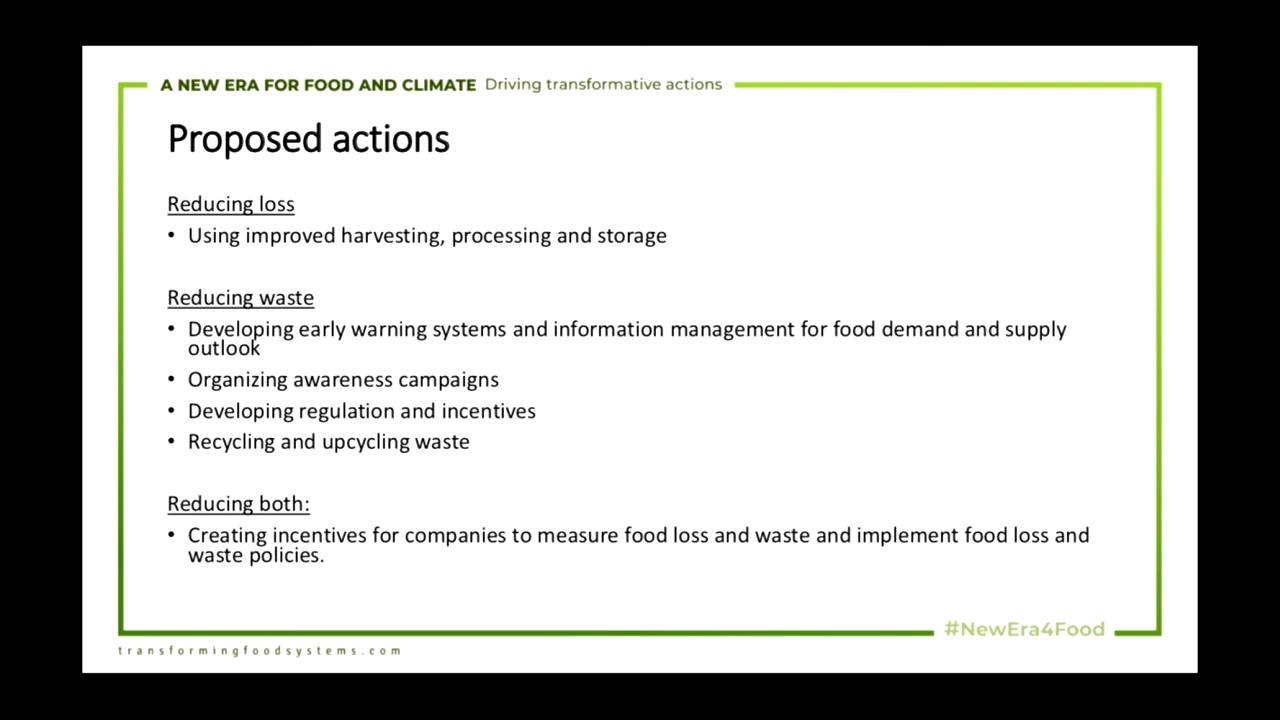 A NEW ERA FOR FOOD AND CLIMATE Driving transformative actions
Proposed actions
Reducing loss
• Using improved harvesting, processing and storage
Reducing waste
• Developing early warning systems and information management for food demand and supply
outlook
• Organizing awareness campaigns
• Developing regulation and incentives
• Recycling and upcycling waste
Reducing both:
• Creating incentives for companies to measure food loss and waste and implement food loss and
waste policies.
#NewEra4Food
transformingfoodsystems.com